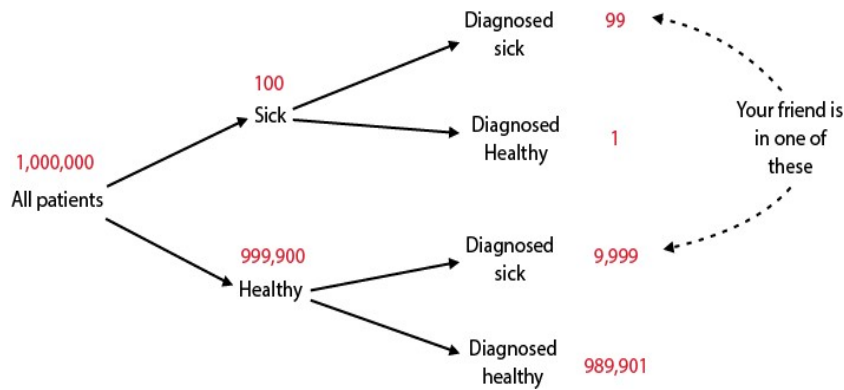 Diagnosed
sick
99
100
Sick
Diagnosed
Healthy
1
Your friend is
in one of
these
1,000,000
All patients
999,900
Healthy
Diagnosed
sick
9,999
Diagnosed
healthy
989,901